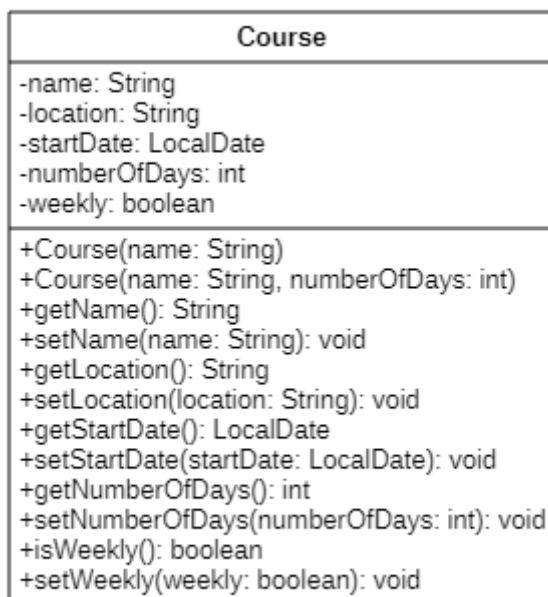 Course
-name: String
-location: String
-startDate: LocalDate
-numberOfDays: int
-weekly: boolean
+Course(name: String)
+Course(name: String, numberOfDays: int)
+getName(): String
+setName(name: String): void
+getLocation(): String
+setLocation(location: String): void
+getStartDate(): LocalDate
+setStartDate(startDate: LocalDate): void
+getNumberOfDays(): int
+setNumberOfDays(numberOfDays: int): void
+isWeekly(): boolean
+setWeekly(weekly: boolean): void